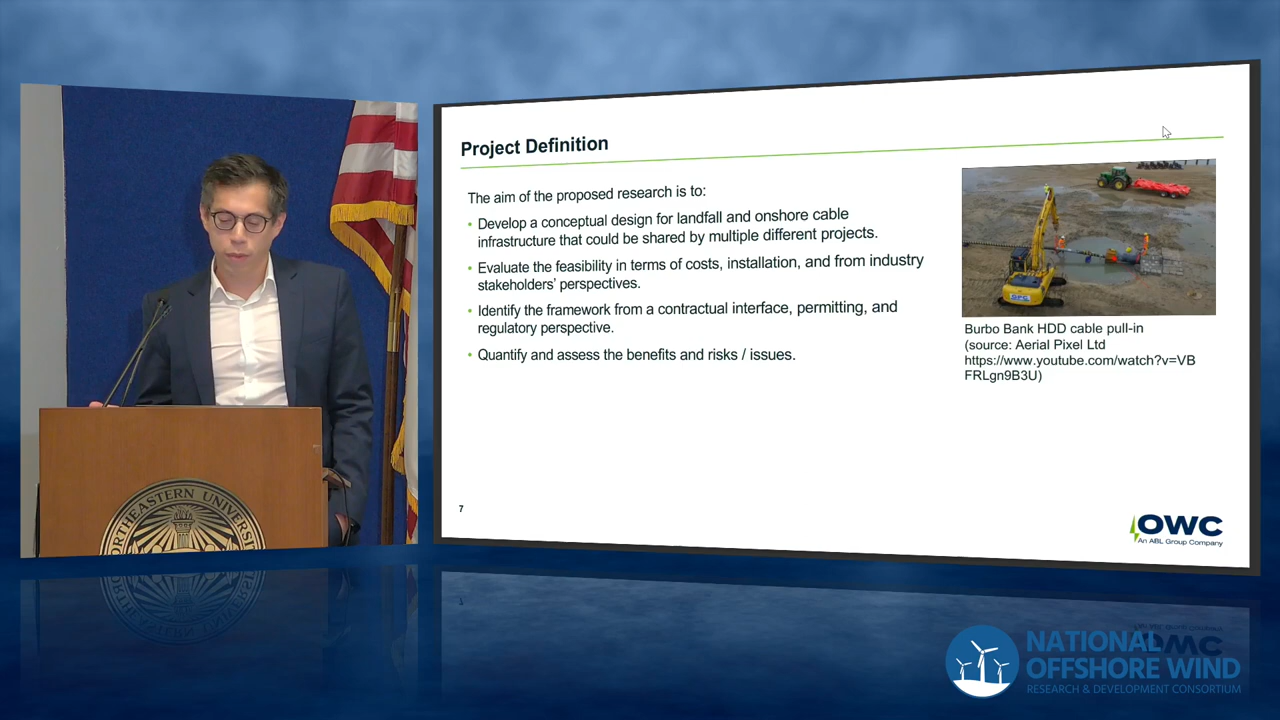 Project Definition
The aim of the proposed research is to:
• Develop a conceptual design for landfall and onshore cable
infrastructure that could be shared by multiple different projects.
• Evaluate the feasibility in terms of costs, installation, and from industry
stakeholders' perspectives.
• Identify the framework from a contractual interface, permitting, and
regulatory perspective.
• Quantify and assess the benefits and risks / issues.
Burbo Bank HDD cable pull-in
(source: Aerial Pixel Ltd
https://www.youtube.com/watch?v=VB
FRLgn9B3U)
7
OWC
An ABL Group Company
NORTHEASTERN UNIVERSITY
NATIONAL
OFFSHORE WIND
RESEARCH & DEVELOPMENT CONSORTIUM